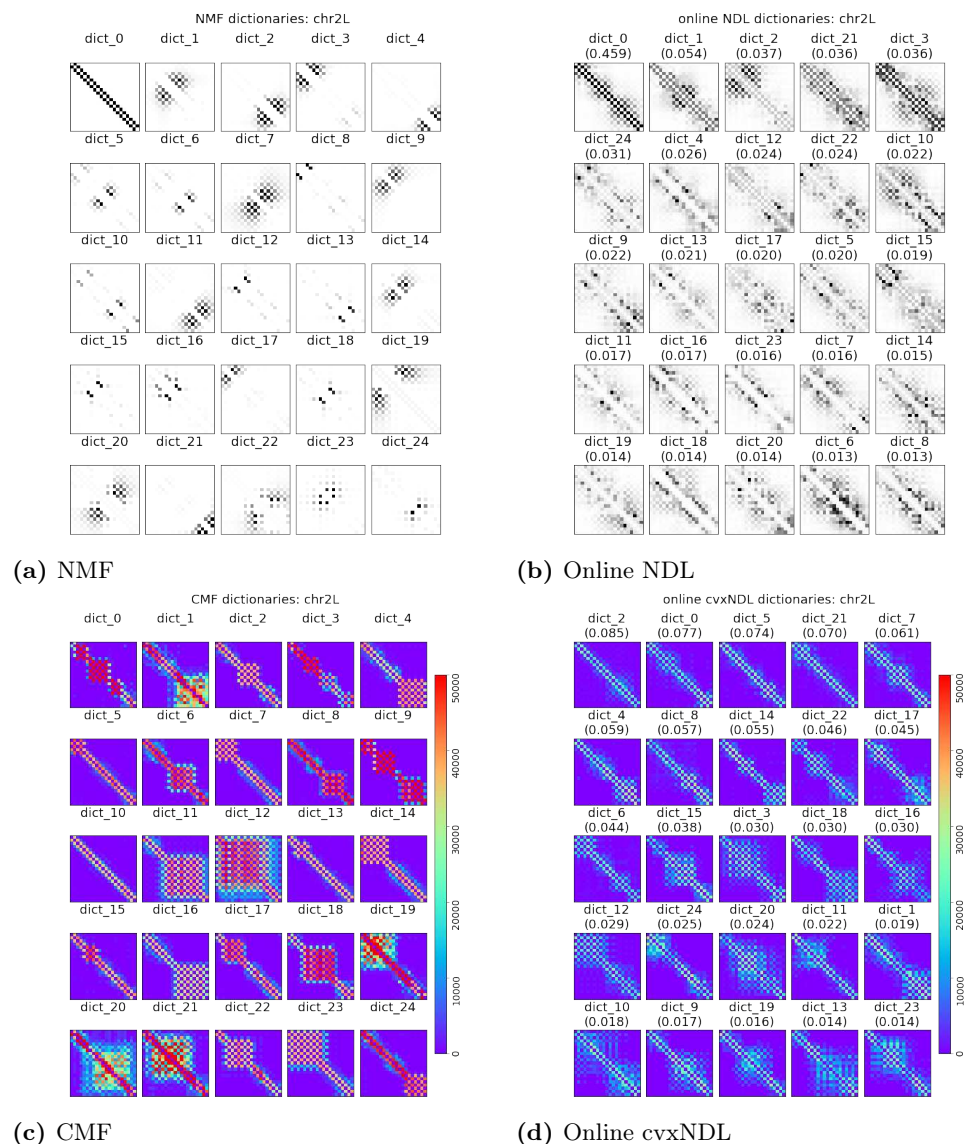 NMF dictionaries: chr2L
dict_0 dict_1 dict_2 dict_3 dict_4
dict_5 dict_6 dict_7 dict_8 dict_9
dict_10 dict_11 dict_12 dict_13 dict_14
dict_15 dict_16 dict_17 dict_18 dict_19
dict_20 dict_21 dict_22 dict_23 dict_24
(a) NMF
online NDL dictionaries: chr2L
dict_0 dict_1 dict_2 dict_21 dict_3
(0.459) (0.054) (0.037) (0.036) (0.036)
dict_24 dict_4 dict_12 dict_22 dict_10
(0.031) (0.026) (0.024) (0.024) (0.022)
dict_9 dict_13 dict_17 dict_5 dict_15
(0.022) (0.021) (0.020) (0.020) (0.019)
dict_11 dict_16 dict_23 dict_7 dict_14
(0.017) (0.017) (0.016) (0.016) (0.015)
dict_19 dict_18 dict_20 dict_6 dict_8
(0.014) (0.014) (0.014) (0.013) (0.013)
(b) Online NDL
CMF dictionaries: chr2L
dict_0 dict_1 dict_2 dict_3 dict_4
dict_5 dict_6 dict_7 dict_8 dict_9
dict_10 dict_11 dict_12 dict_13 dict_14
dict_15 dict_16 dict_17 dict_18 dict_19
dict_20 dict_21 dict_22 dict_23 dict_24
50000
40000
30000
20000
10000
0
(c) CMF
online cvxNDL dictionaries: chr2L
dict_2 dict_0 dict_5 dict_21 dict_7
(0.085) (0.077) (0.074) (0.070) (0.061)
dict_4 dict_8 dict_14 dict_22 dict_17
(0.059) (0.057) (0.055) (0.046) (0.045)
dict_6 dict_15 dict_3 dict_18 dict_16
(0.044) (0.038) (0.030) (0.030) (0.030)
dict_12 dict_24 dict_20 dict_11 dict_1
(0.029) (0.025) (0.024) (0.022) (0.019)
dict_10 dict_9 dict_19 dict_13 dict_23
(0.018) (0.017) (0.016) (0.014) (0.014)
50000
40000
30000
20000
10000
0
(d) Online cvxNDL